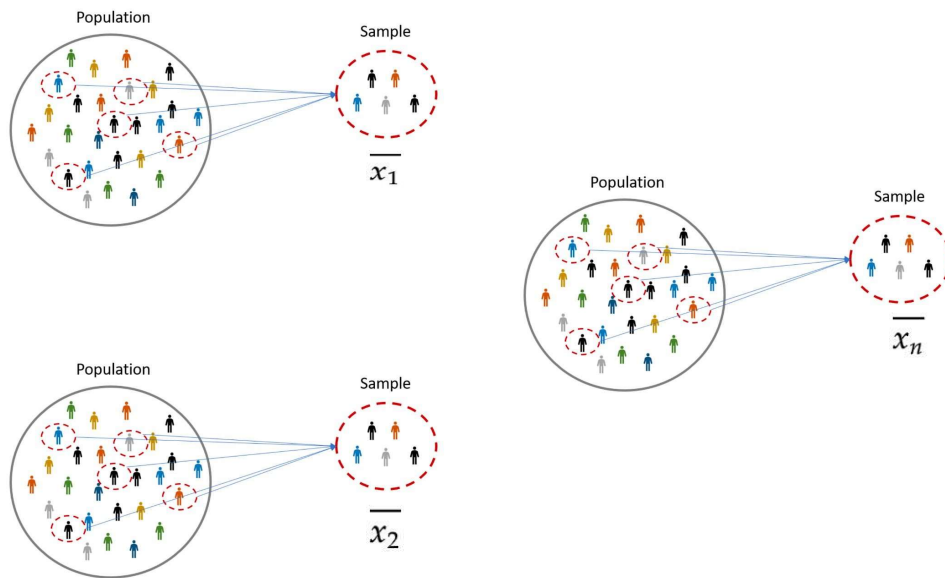 Population
Sample
x̄₁
Population
Sample
x̄₂
Population
Sample
x̄ₙ